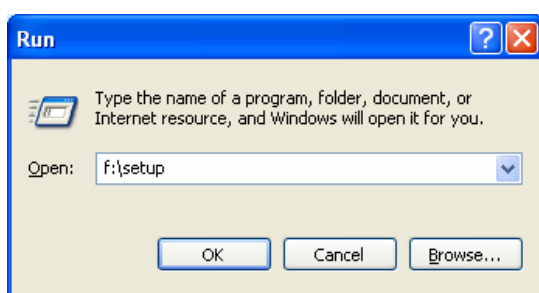 Run
Type the name of a program, folder, document, or
Internet resource, and Windows will open it for you.
Open: f:\setup
OK Cancel Browse...